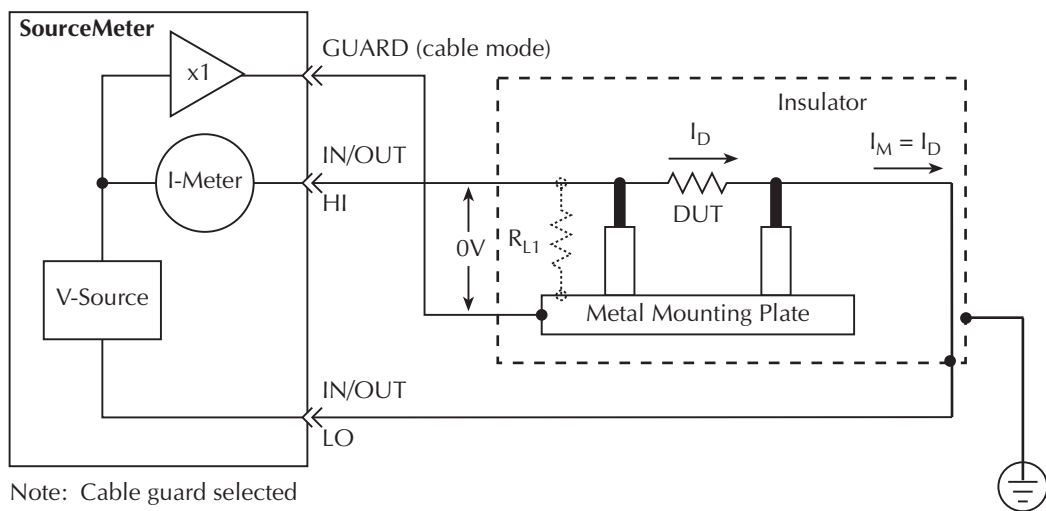 SourceMeter
GUARD (cable mode)
x1
Insulator
I_D
I_M = I_D
IN/OUT
I-Meter
HI
DUT
R_L1
0V
V-Source
Metal Mounting Plate
IN/OUT
LO
Note: Cable guard selected